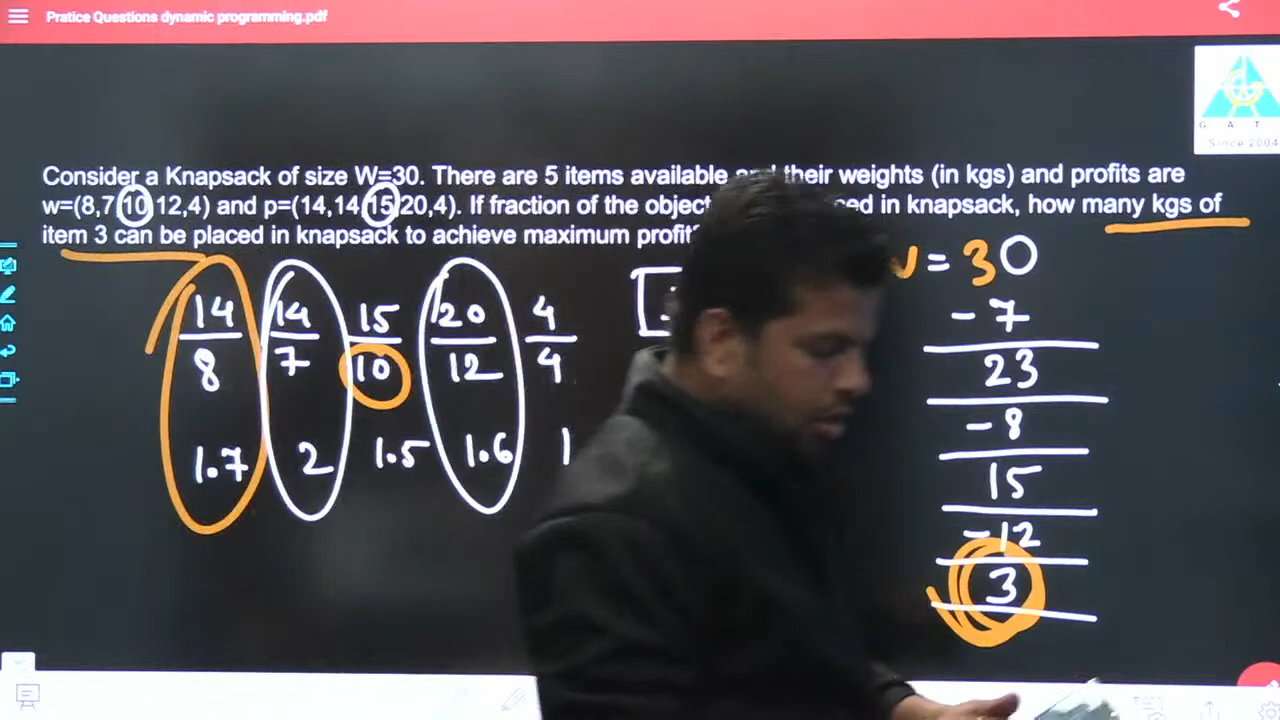 Pratice Questions dynamic programming.pdf
G A T
Since 2004
Consider a Knapsack of size W=30. There are 5 items available and their weights (in kgs) and profits are
w=(8,7,10,12,4) and p=(14,14,15,20,4). If fraction of the object ced in knapsack, how many kgs of
item 3 can be placed in knapsack to achieve maximum profit?
= 30
14/8 14/7 15/10 20/12 4/4
1.7 2 1.5 1.6 1
- 7
23
- 8
15
- 12
3